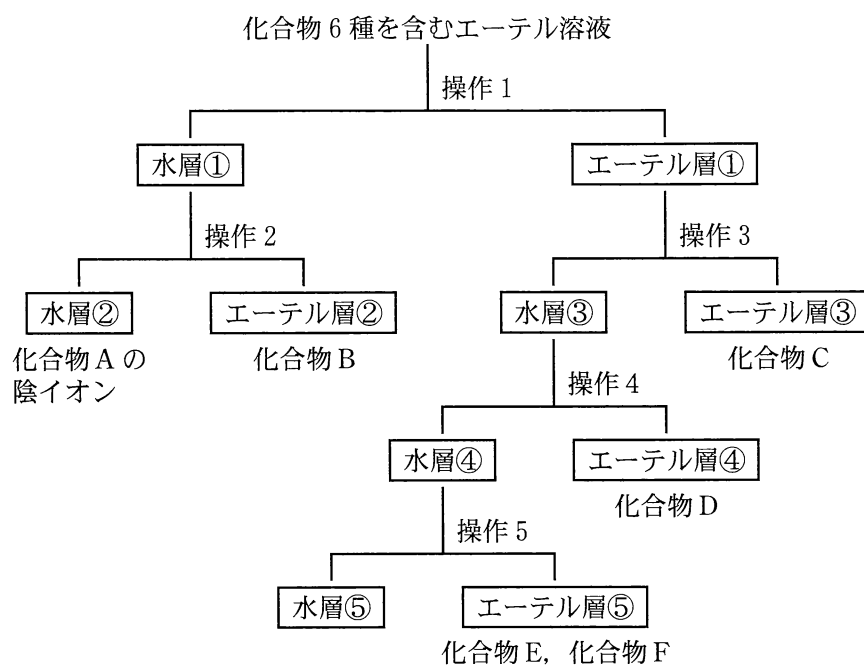 化合物6種を含むエーテル溶液
操作1
水層①
エーテル層①
操作2
操作3
水層②
エーテル層②
水層③
エーテル層③
化合物Aの
陰イオン
化合物B
化合物C
操作4
水層④
エーテル層④
化合物D
操作5
水層⑤
エーテル層⑤
化合物E,化合物F